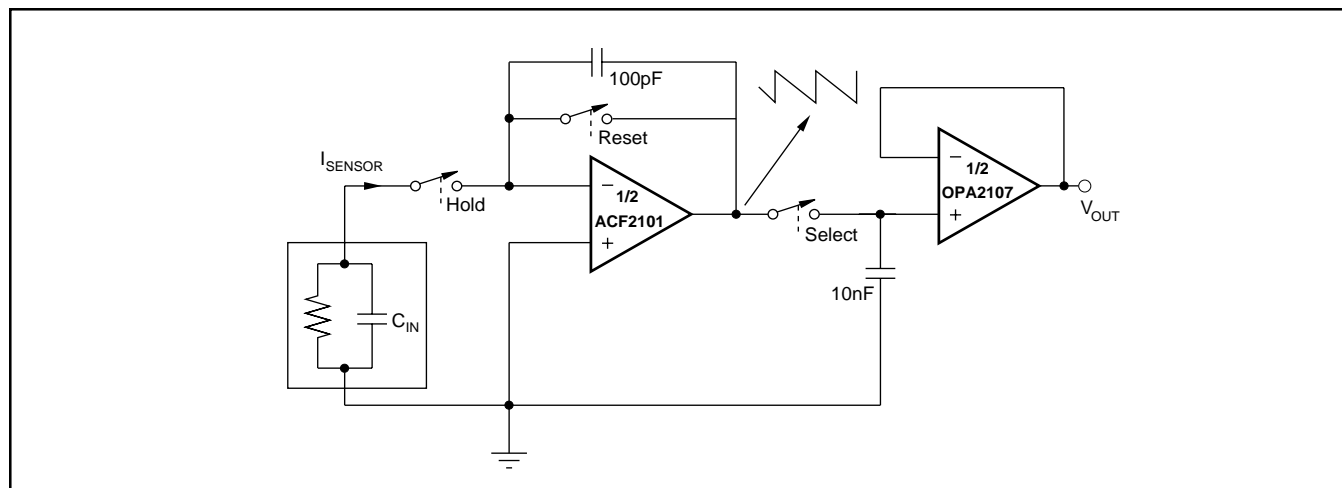 100pF
Reset
I_SENSOR
Hold
−
1/2
ACF2101
+
Select
C_IN
10nF
−
1/2
OPA2107
+
V_OUT